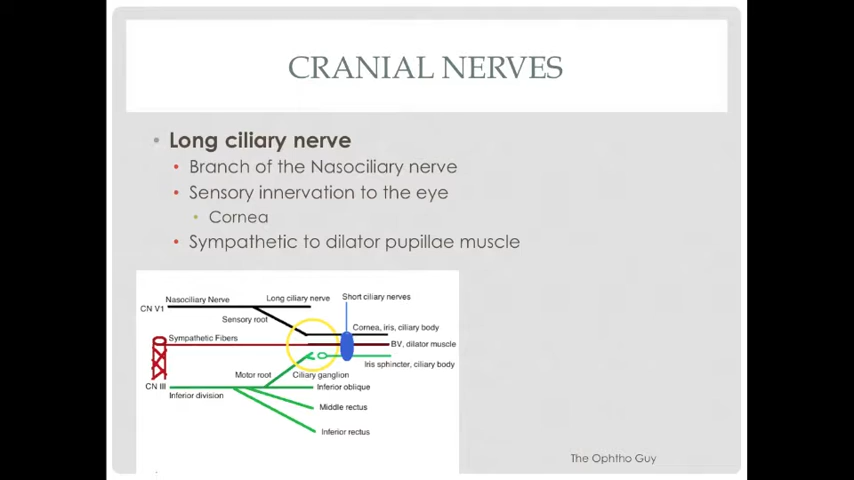 CRANIAL NERVES
Long ciliary nerve
Branch of the Nasociliary nerve
Sensory innervation to the eye
Cornea
Sympathetic to dilator pupillae muscle
Nasociliary Nerve
Long ciliary nerve
Short ciliary nerves
CN V1
Sensory root
Cornea, iris, ciliary body
Sympathetic Fibers
BV, dilator muscle
Iris sphincter, ciliary body
Motor root
Ciliary ganglion
CN III
Inferior division
Inferior oblique
Middle rectus
Inferior rectus
The Ophtho Guy